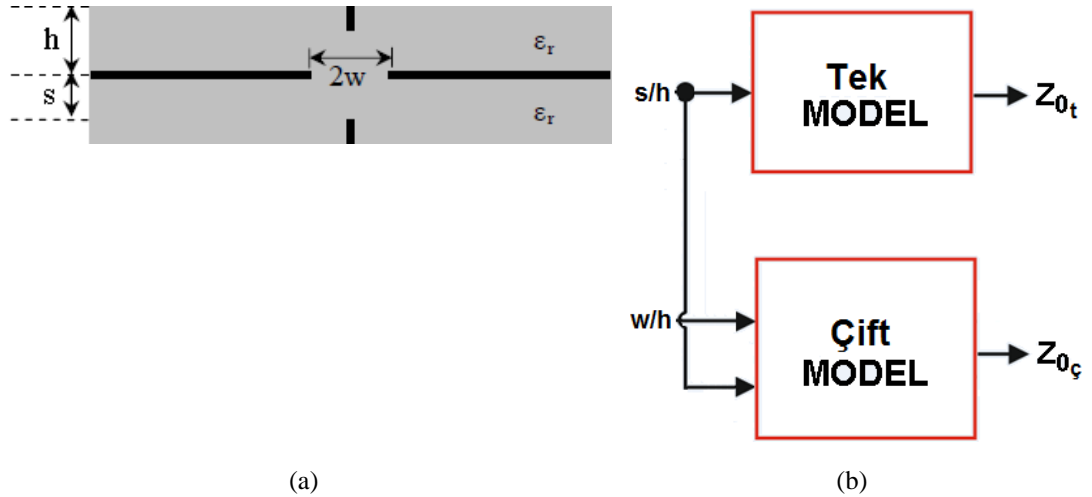 h
s
2w
εr
εr
s/h
Tek
MODEL
Z0t
w/h
Çift
MODEL
Z0ç
(a)
(b)